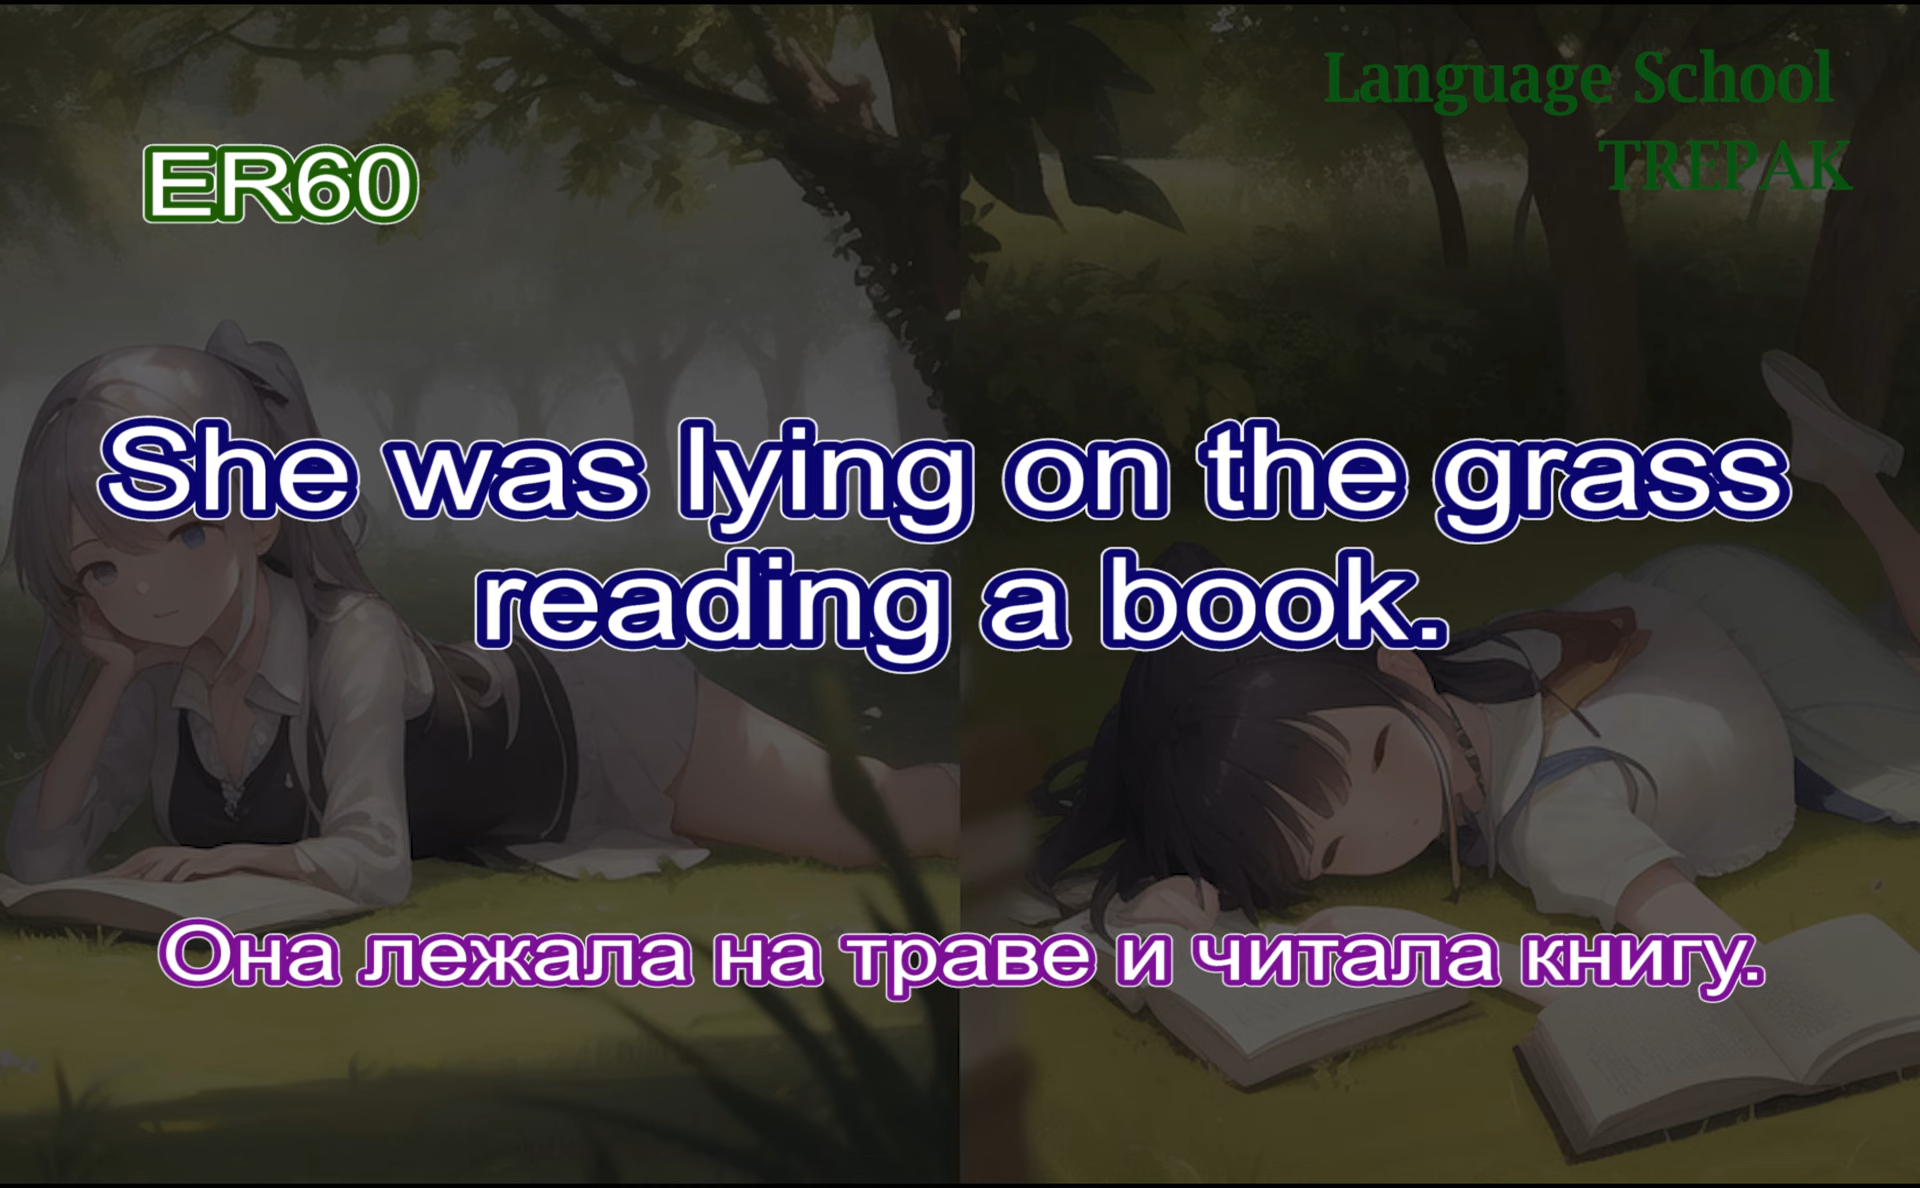 Language School
TREPAK
ER60
She was lying on the grass
reading a book.
Она лежала на траве и читала книгу.